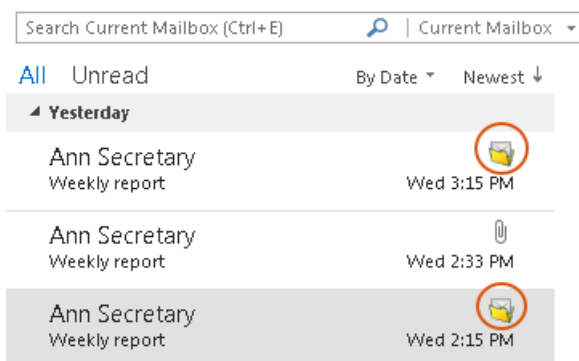 Search Current Mailbox (Ctrl+E) | Current Mailbox
All Unread By Date Newest
Yesterday
Ann Secretary
Weekly report Wed 3:15 PM
Ann Secretary
Weekly report Wed 2:33 PM
Ann Secretary
Weekly report Wed 2:15 PM